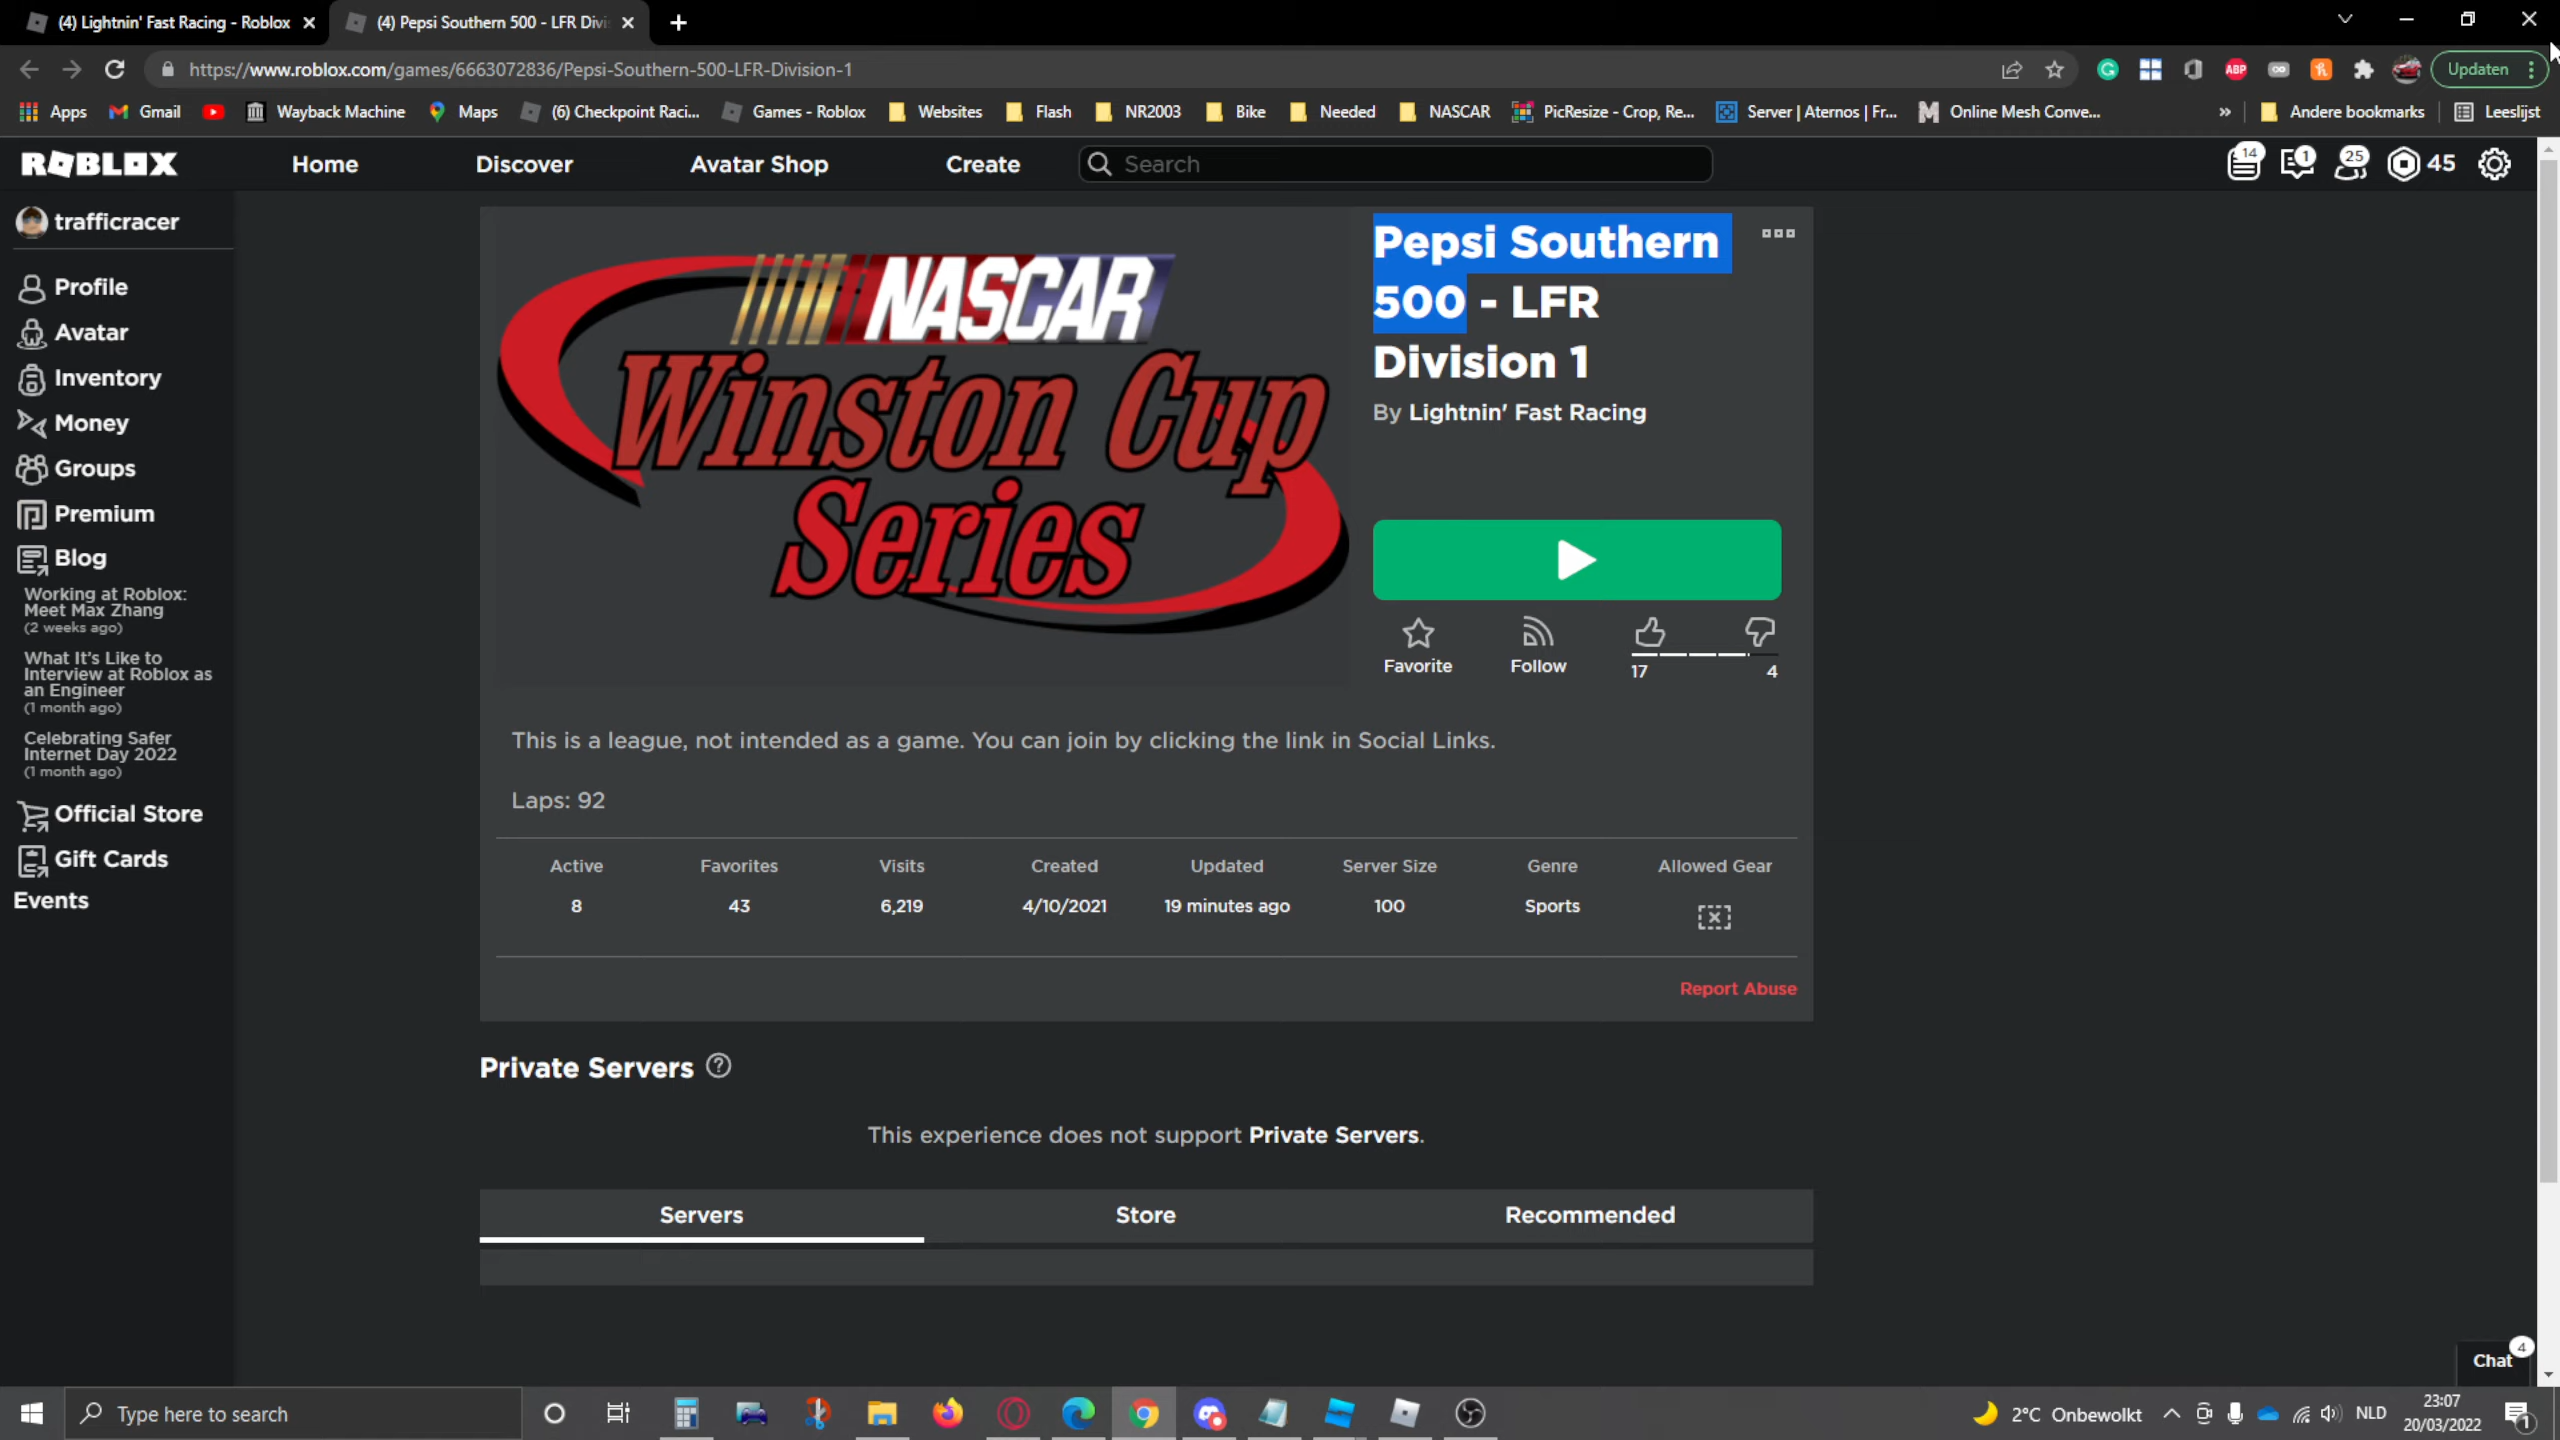 (4) Lightnin' Fast Racing - Roblox
(4) Pepsi Southern 500 - LFR Divi
https://www.roblox.com/games/6663072836/Pepsi-Southern-500-LFR-Division-1
ABP
Updaten
Apps
Gmail
Wayback Machine
Maps
(6) Checkpoint Raci...
Games - Roblox
Websites
Flash
NR2003
Bike
Needed
NASCAR
PicResize - Crop, Re...
Server | Aternos | Fr...
Online Mesh Conve...
»
Andere bookmarks
Leeslijst
ROBLOX
Home
Discover
Avatar Shop
Create
Search
14
1
25
45
trafficracer
Profile
Avatar
Inventory
Money
Groups
Premium
Blog
Working at Roblox:
Meet Max Zhang
(2 weeks ago)
What It's Like to
Interview at Roblox as
an Engineer
(1 month ago)
Celebrating Safer
Internet Day 2022
(1 month ago)
Official Store
Gift Cards
Events
NASCAR
Winston Cup
Series
Pepsi Southern
500 - LFR
Division 1
By Lightnin' Fast Racing
Favorite
Follow
17
4
This is a league, not intended as a game. You can join by clicking the link in Social Links.
Laps: 92
Active
Favorites
Visits
Created
Updated
Server Size
Genre
Allowed Gear
8
43
6,219
4/10/2021
19 minutes ago
100
Sports
Report Abuse
Private Servers
This experience does not support Private Servers.
Servers
Store
Recommended
Chat
4
Type here to search
2°C Onbewolkt
NLD
23:07
20/03/2022
1